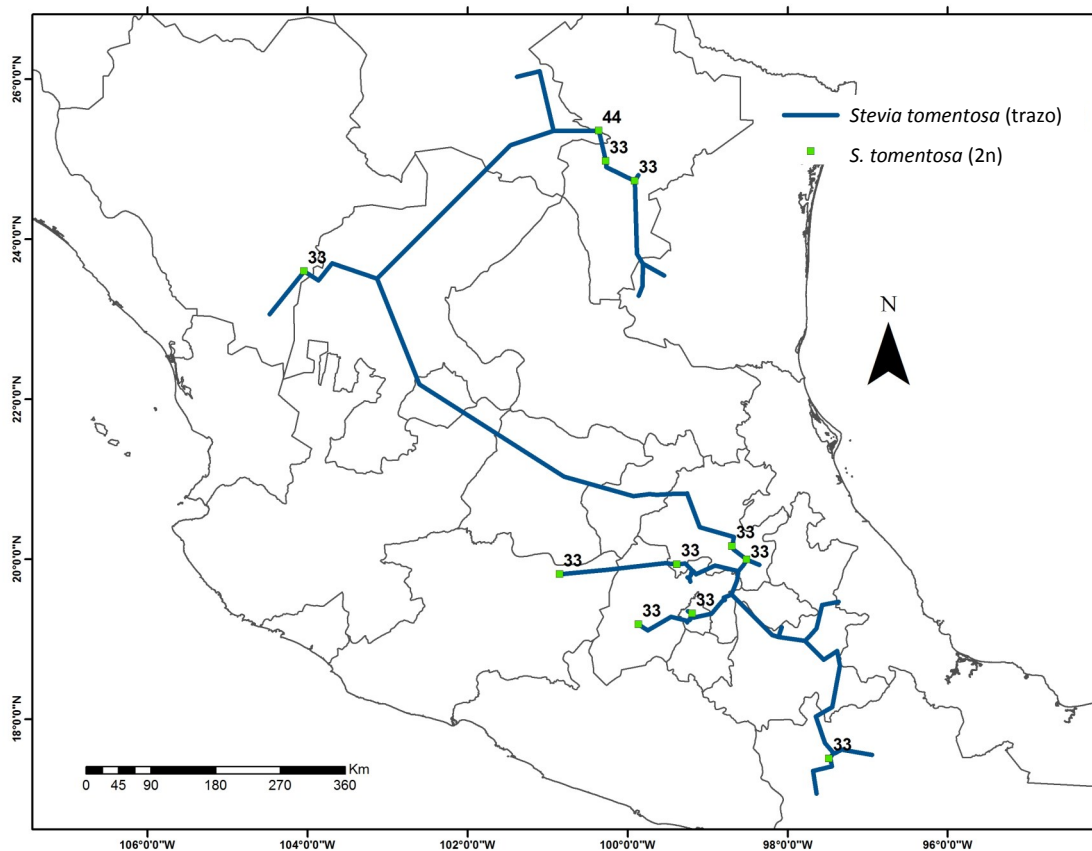 26°0'0"N
24°0'0"N
22°0'0"N
20°0'0"N
18°0'0"N
44
33
33
33
33
33
33
33
33
33
33
Stevia tomentosa (trazo)
S. tomentosa (2n)
N
Km
0 45 90 180 270 360
106°0'0"W 104°0'0"W 102°0'0"W 100°0'0"W 98°0'0"W 96°0'0"W